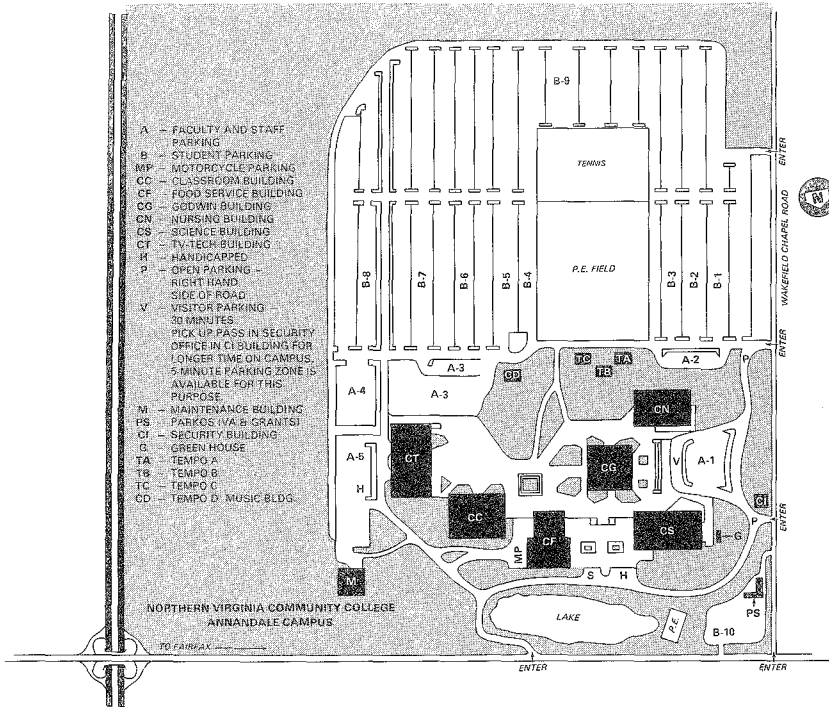 A – FACULTY AND STAFF
PARKING
B – STUDENT PARKING
MP – MOTORCYCLE PARKING
CC – CLASSROOM BUILDING
CF – FOOD SERVICE BUILDING
CG – GODWIN BUILDING
CN – NURSING BUILDING
CS – SCIENCE BUILDING
CT – TV-TECH BUILDING
H – HANDICAPPED
P – OPEN PARKING –
RIGHT HAND
SIDE OF ROAD
V – VISITOR PARKING –
30 MINUTES
PICK UP PASS IN SECURITY
OFFICE IN CI BUILDING FOR
LONGER TIME ON CAMPUS,
5-MINUTE PARKING ZONE IS
AVAILABLE FOR THIS
PURPOSE.
M – MAINTENANCE BUILDING
PS – PARKOS (VA & GRANTS)
CI – SECURITY BUILDING
G – GREEN HOUSE
TA – TEMPO A
TB – TEMPO B
TC – TEMPO C
CD – TEMPO D MUSIC BLDG.
NORTHERN VIRGINIA COMMUNITY COLLEGE
ANNANDALE CAMPUS
TO FAIRFAX
B-9
TENNIS
P.E. FIELD
B-8
B-7
B-6
B-5
B-4
B-3
B-2
B-1
ENTER
WAKEFIELD CHAPEL ROAD
N
ENTER
A-3
A-3
A-4
A-5
H
CD
TC
TA
TB
A-2
P
CN
CT
CG
V
A-1
CI
CC
CF
CS
P
G
ENTER
MP
S
H
M
LAKE
P.E.
PS
B-10
ENTER
ENTER